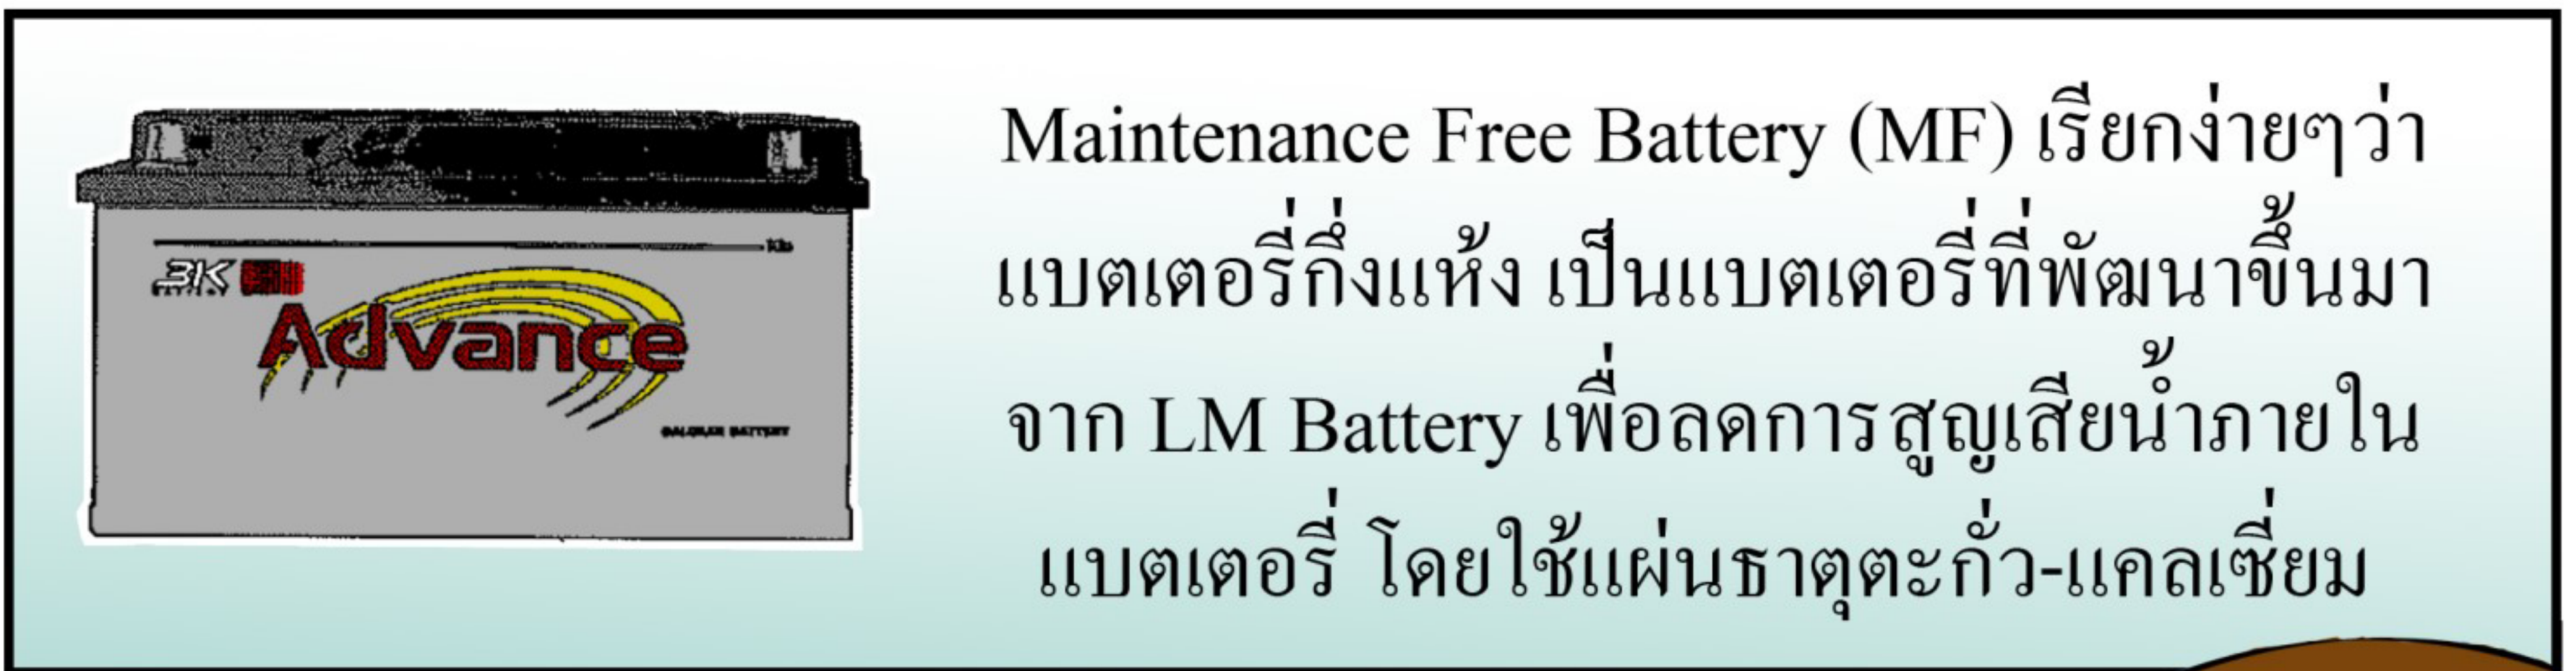 3K
BATTERY
Advance
Maintenance Free Battery (MF) เรียกง่ายๆว่า
แบตเตอรี่กึ่งแห้ง เป็นแบตเตอรี่ที่พัฒนาขึ้นมา
จาก LM Battery เพื่อลดการสูญเสียน้ำภายใน
แบตเตอรี่ โดยใช้แผ่นธาตุตะกั่ว-แคลเซี่ยม